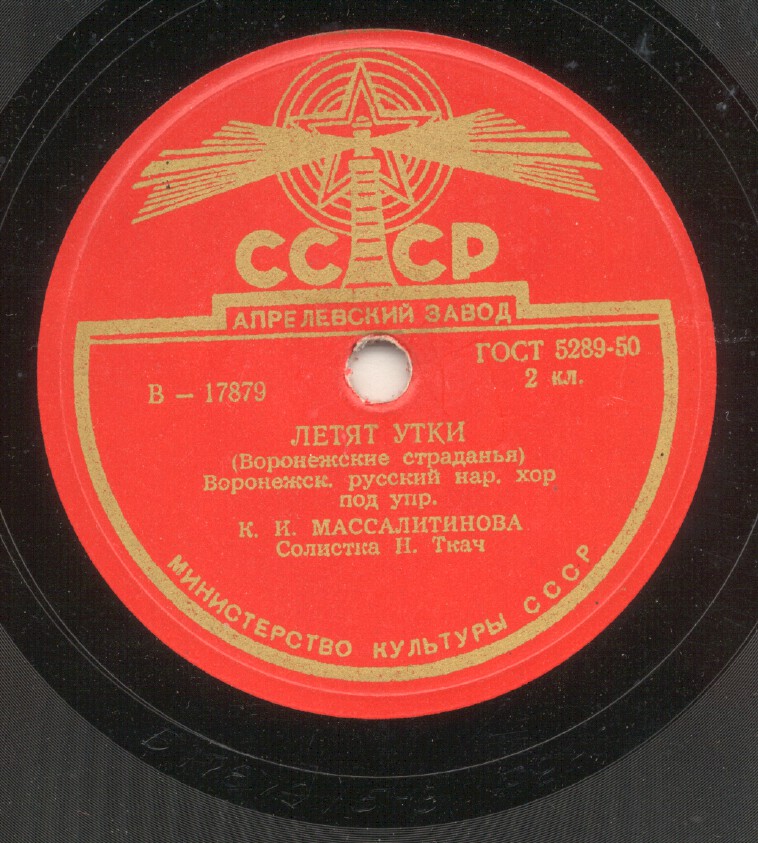 СССР
АПРЕЛЕВСКИЙ ЗАВОД
ГОСТ 5289-50
2 кл.
В – 17879
ЛЕТЯТ УТКИ
(Воронежские страданья)
Воронежск. русский нар. хор
под упр.
К. И. МАССАЛИТИНОВА
Солистка Н. Ткач
МИНИСТЕРСТВО КУЛЬТУРЫ СССР